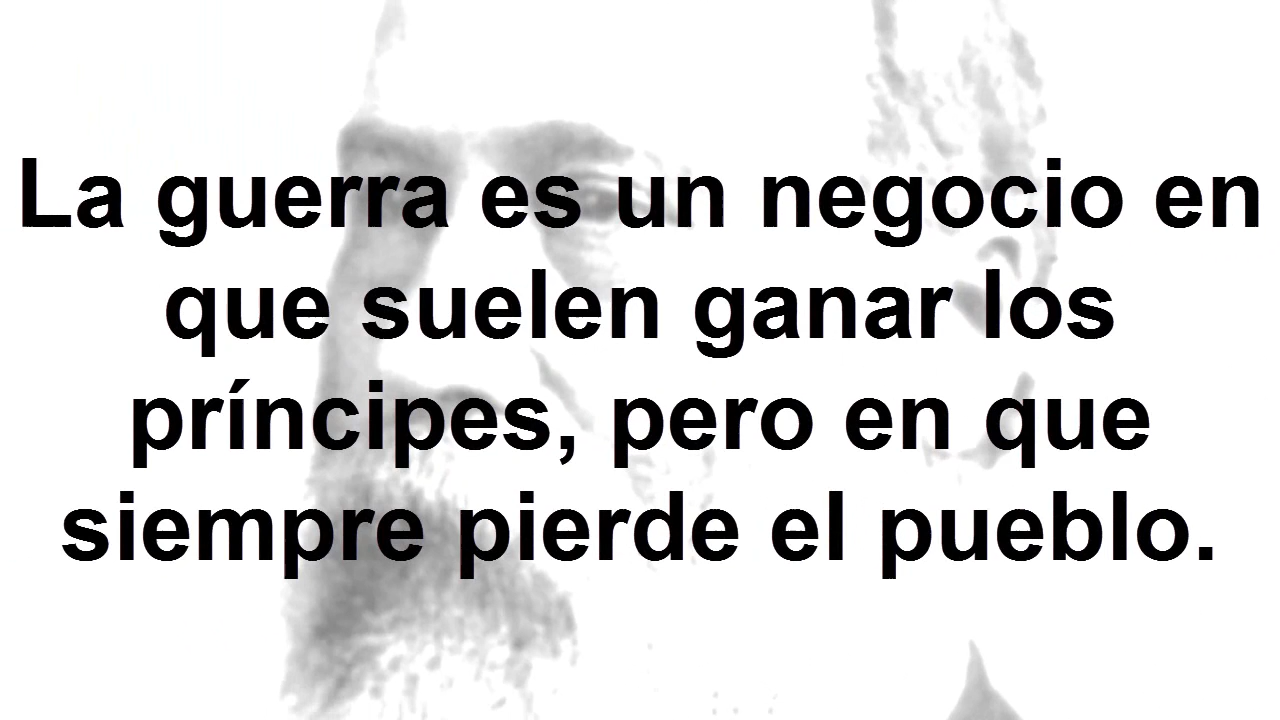 La guerra es un negocio en
que suelen ganar los
príncipes, pero en que
siempre pierde el pueblo.